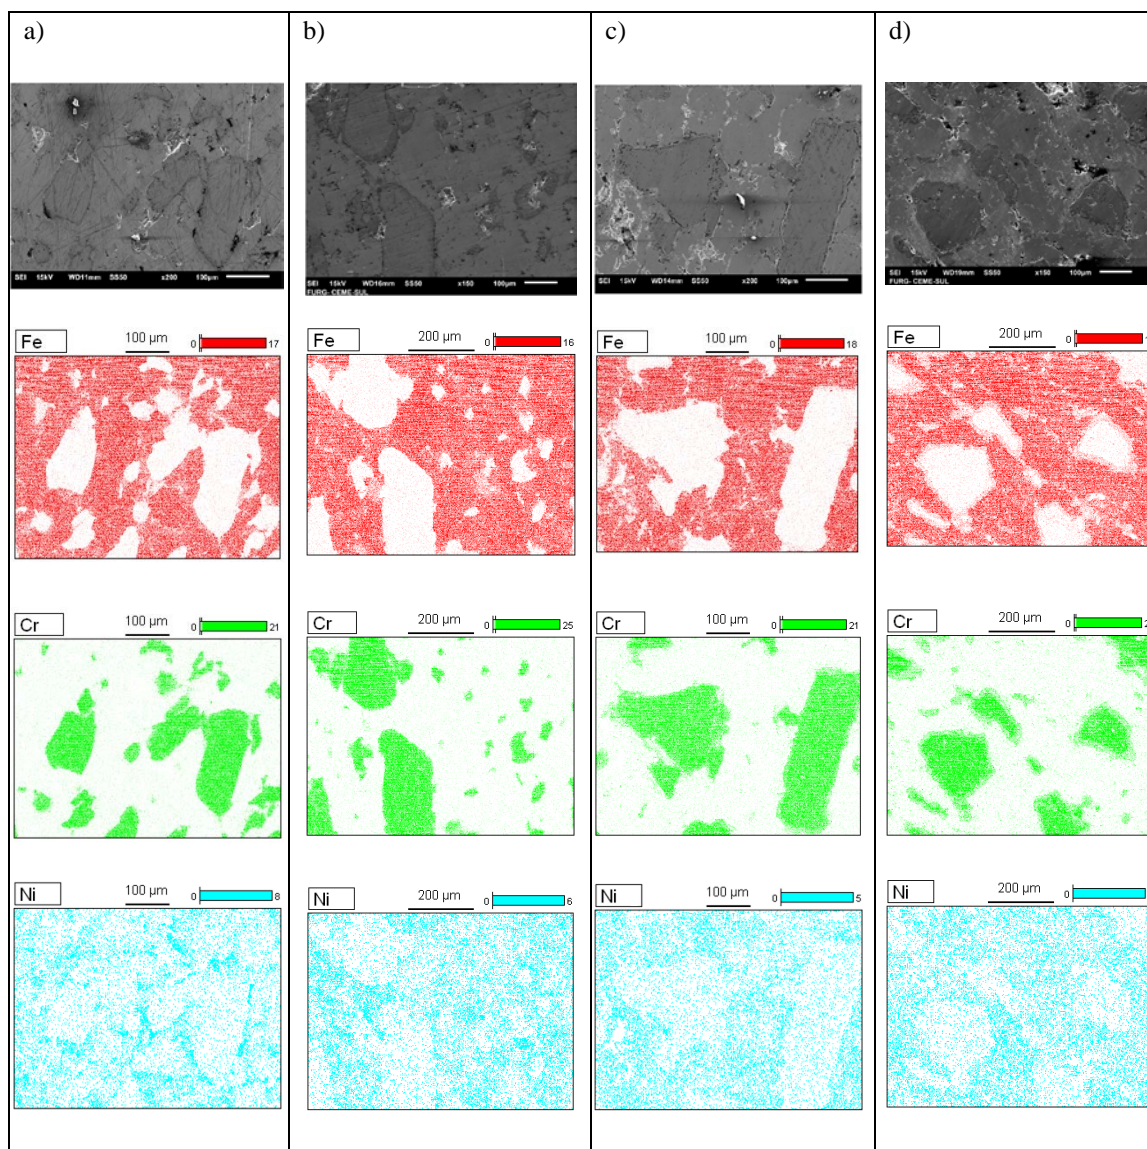 a)
b)
c)
d)
SEI 15kV WD11mm SS50 x200 100µm
SEI 15kV WD16mm SS50 x150 100µm
FURG- CEME-SUL
SEI 15kV WD14mm SS50 x200 100µm
SEI 15kV WD19mm SS50 x150 100µm
FURG- CEME-SUL
Fe 100 µm 0 17
Fe 200 µm 0 16
Fe 100 µm 0 18
Fe 200 µm 0
Cr 100 µm 0 21
Cr 200 µm 0 25
Cr 100 µm 0 21
Cr 200 µm 0
Ni 100 µm 0 8
Ni 200 µm 0 6
Ni 100 µm 0 5
Ni 200 µm 0